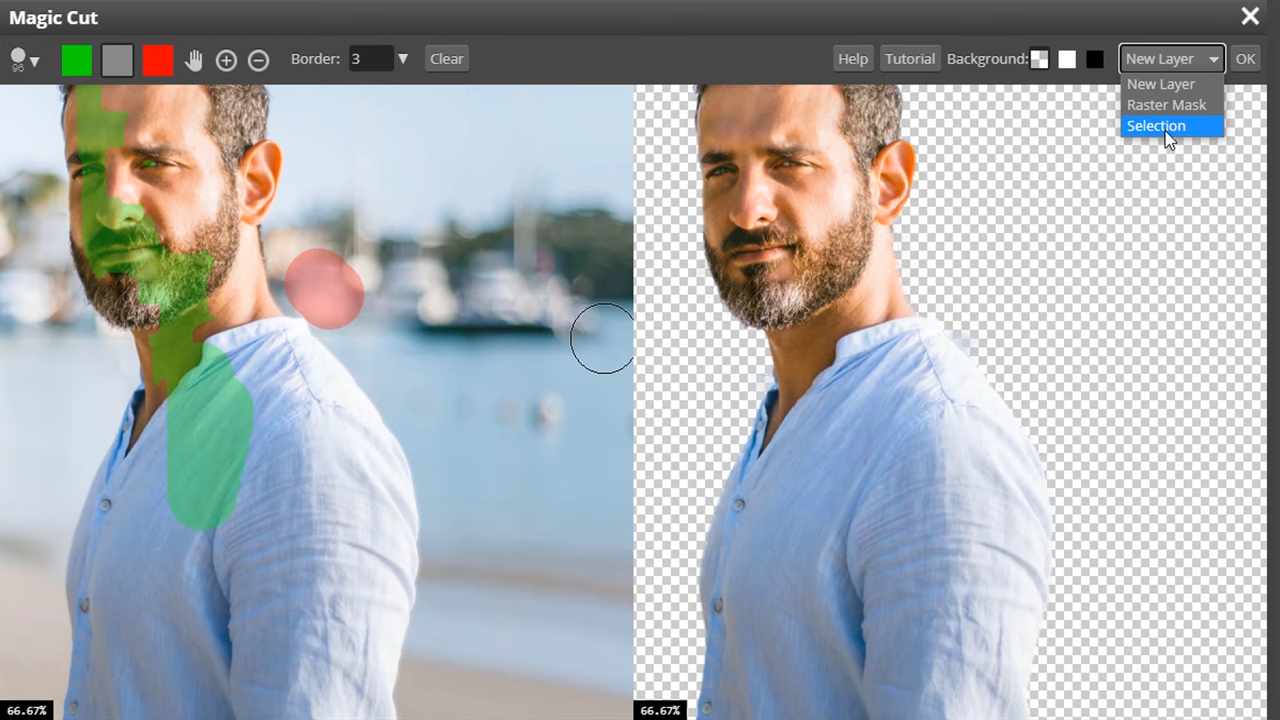 Magic Cut
96 Border: 3 Clear Help Tutorial Background: New Layer OK
New Layer
Raster Mask
Selection
66.67% 66.67%